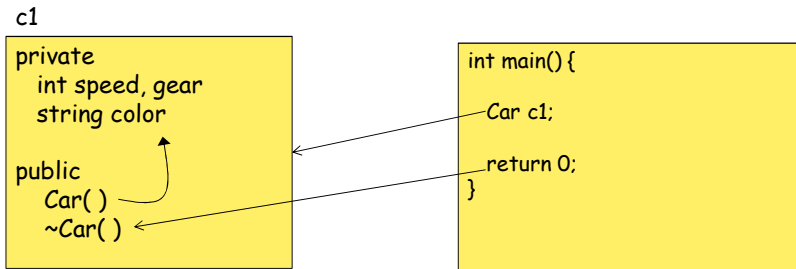 c1
private
int speed, gear
string color
public
Car( )
~Car( )
int main() {
Car c1;
return 0;
}